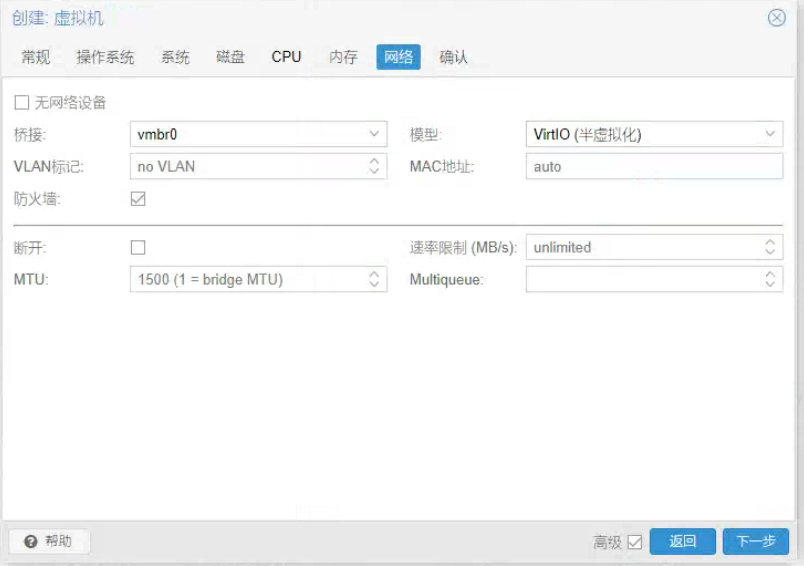 创建: 虚拟机
常规 操作系统 系统 磁盘 CPU 内存 网络 确认
无网络设备
桥接: vmbr0 模型: VirtIO (半虚拟化)
VLAN标记: no VLAN MAC地址: auto
防火墙:
断开: 速率限制 (MB/s): unlimited
MTU: 1500 (1 = bridge MTU) Multiqueue:
帮助 高级 返回 下一步